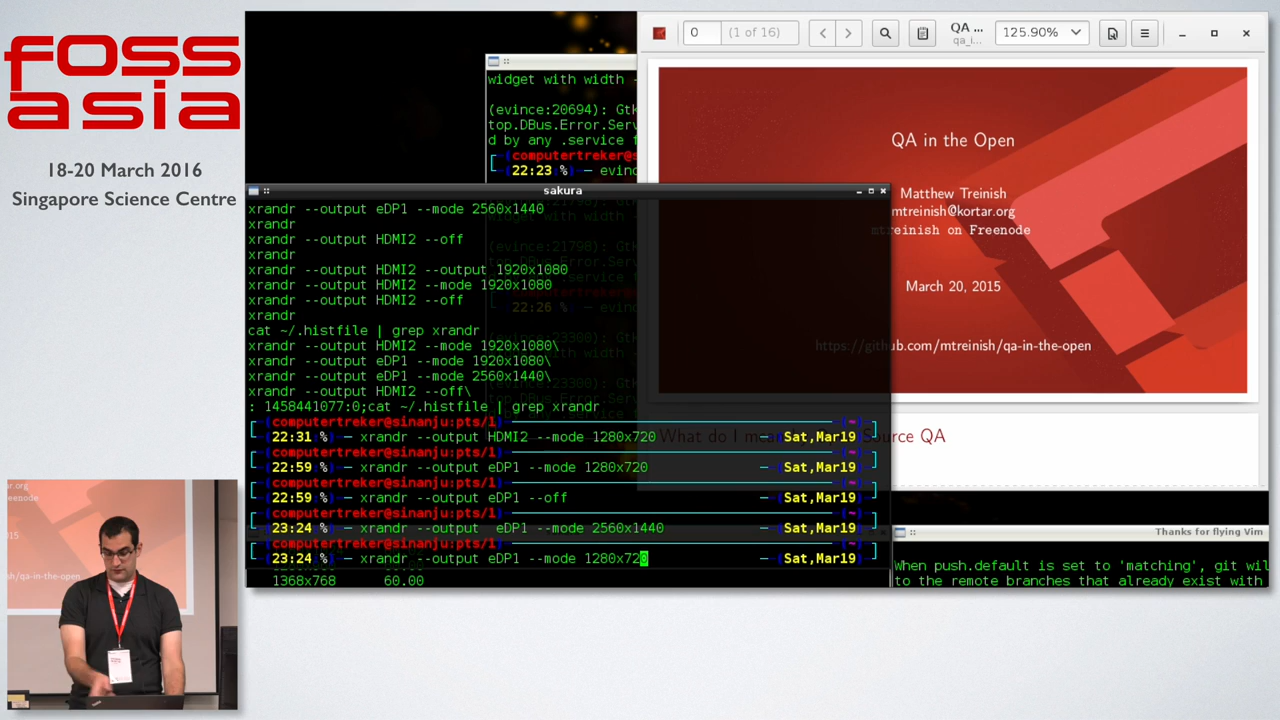 foss
asia
18-20 March 2016
Singapore Science Centre
0 (1 of 16)
QA ...
qa_i...
125.90%
widget with width -
(evince:20694): Gtk
top.DBus.Error.Serv
d by any .service f
computertreker@s
22:23 % — evinc
QA in the Open
Matthew Treinish
mtreinish@kortar.org
mtreinish on Freenode
March 20, 2015
https://github.com/mtreinish/qa-in-the-open
sakura
xrandr --output eDP1 --mode 2560x1440
xrandr
xrandr --output HDMI2 --off
xrandr
xrandr --output HDMI2 --output 1920x1080
xrandr --output HDMI2 --mode 1920x1080
xrandr --output HDMI2 --off
xrandr
cat ~/.histfile | grep xrandr
xrandr --output HDMI2 --mode 1920x1080\
xrandr --output eDP1 --mode 1920x1080\
xrandr --output eDP1 --mode 2560x1440\
xrandr --output HDMI2 --off\
: 1458441077:0;cat ~/.histfile | grep xrandr
(computertreker@sinanju:pts/1) (~)
22:31 % — xrandr --output HDMI2 --mode 1280x720 — Sat,Mar19
(computertreker@sinanju:pts/1) (~)
22:59 % — xrandr --output eDP1 --mode 1280x720 — Sat,Mar19
(computertreker@sinanju:pts/1) (~)
22:59 % — xrandr --output eDP1 --off — Sat,Mar19
(computertreker@sinanju:pts/1) (~)
23:24 % — xrandr --output  eDP1 --mode 2560x1440 — Sat,Mar19
(computertreker@sinanju:pts/1) (~)
23:24 % — xrandr --output eDP1 --mode 1280x720 — Sat,Mar19
1368x768 60.00
What do I mean Source QA
Thanks for flying Vim
When push.default is set to 'matching', git wil
to the remote branches that already exist with